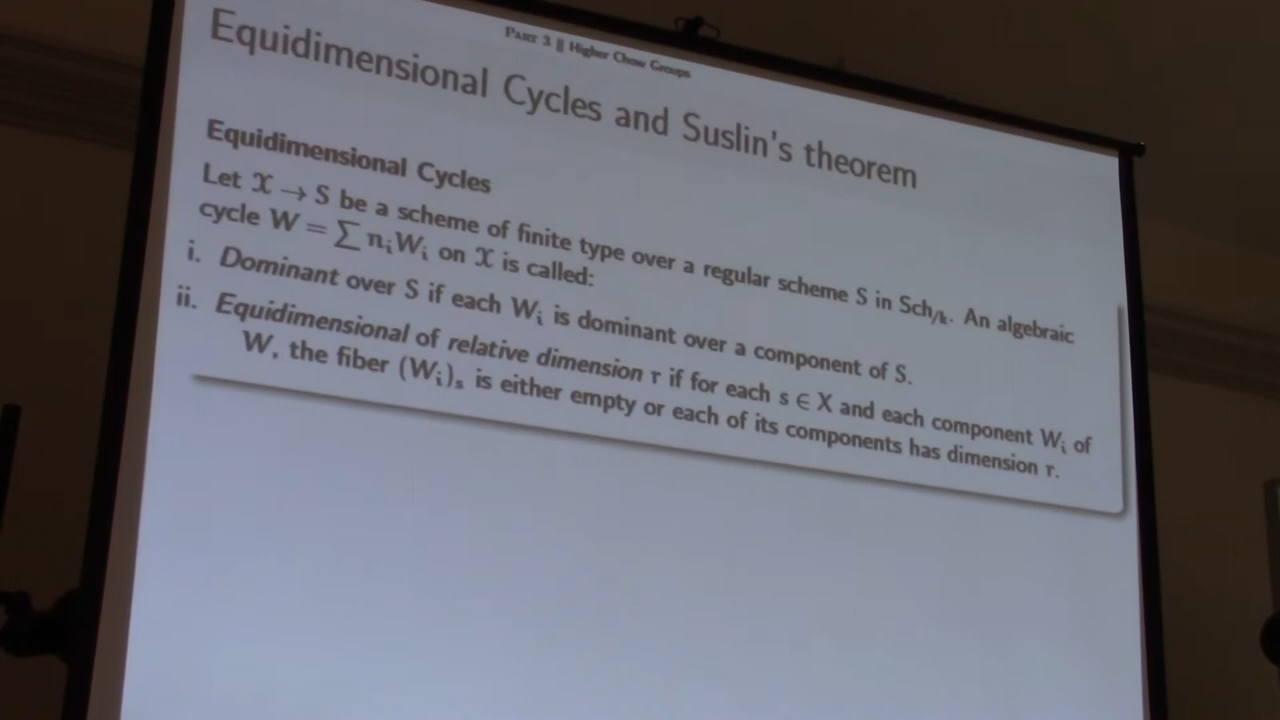 Part 3 || Higher Chow Groups
Equidimensional Cycles and Suslin's theorem
Equidimensional Cycles
Let X → S be a scheme of finite type over a regular scheme S in Sch/k. An algebraic
cycle W = ∑ nᵢWᵢ on X is called:
i. Dominant over S if each Wᵢ is dominant over a component of S.
ii. Equidimensional of relative dimension r if for each s ∈ X and each component Wᵢ of
W, the fiber (Wᵢ)ₛ is either empty or each of its components has dimension r.